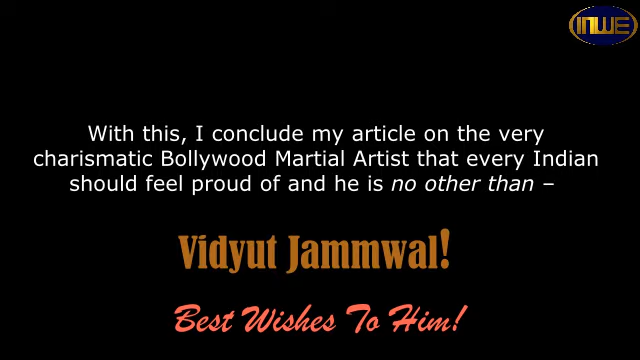 INWE
With this, I conclude my article on the very
charismatic Bollywood Martial Artist that every Indian
should feel proud of and he is no other than –
Vidyut Jammwal!
Best Wishes To Him!